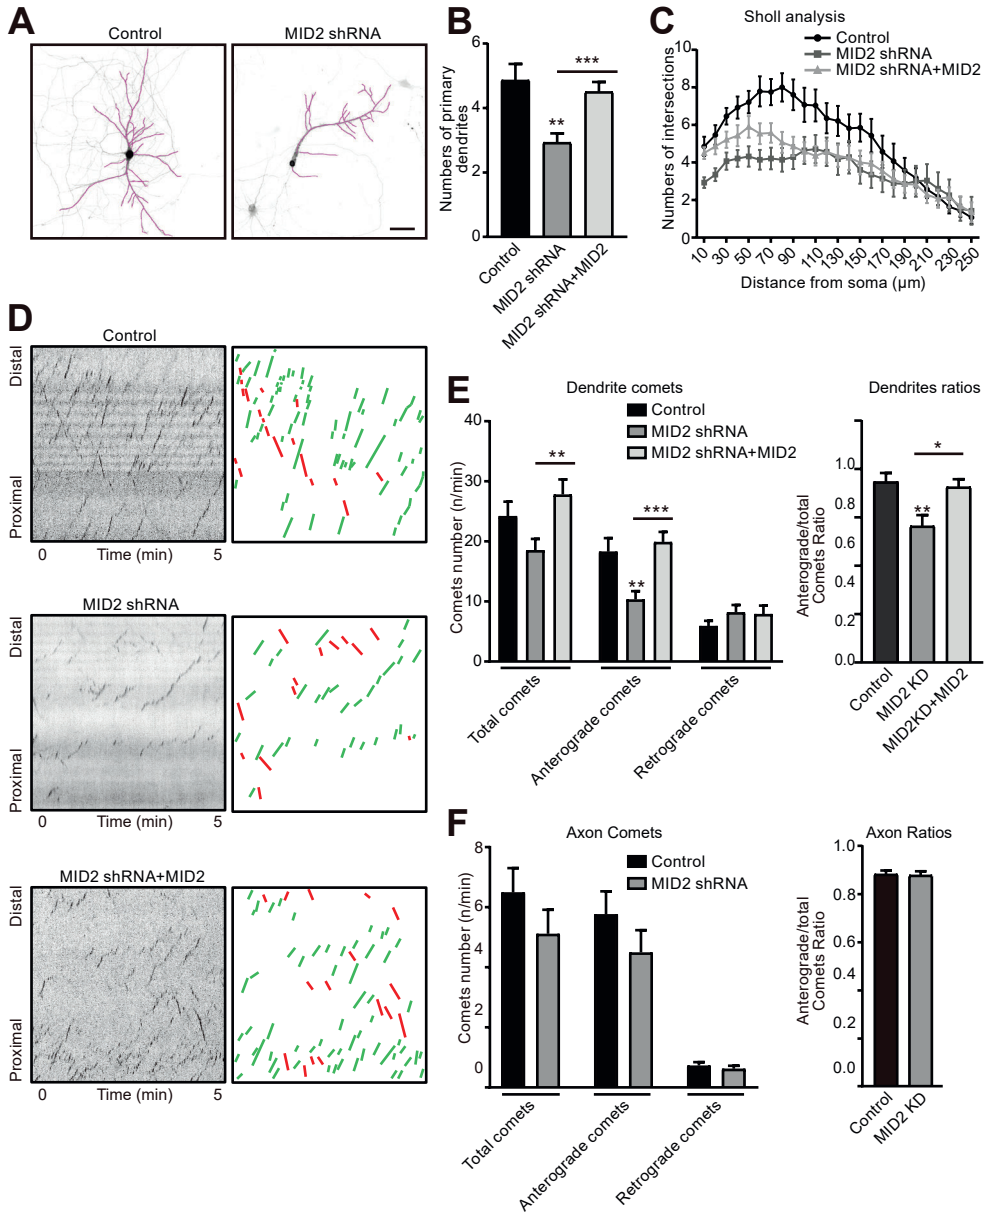 A
Control
MID2 shRNA
B
6
4
2
0
Numbers of primary
dendrites
**
***
Control
MID2 shRNA
MID2 shRNA+MID2
C
Sholl analysis
Control
MID2 shRNA
MID2 shRNA+MID2
10
8
6
4
2
0
Numbers of intersections
10
30
50
70
90
110
130
150
170
190
210
230
250
Distance from soma (µm)
D
Control
Distal
Proximal
0
Time (min)
5
MID2 shRNA
Distal
Proximal
0
Time (min)
5
MID2 shRNA+MID2
Distal
Proximal
0
Time (min)
5
E
Dendrite comets
Control
MID2 shRNA
MID2 shRNA+MID2
40
30
20
10
0
Comets number (n/min)
**
**
***
Total comets
Anterograde comets
Retrograde comets
Dendrites ratios
1.0
0.8
0.6
0.4
0.2
0.0
Anterograde/total
Comets Ratio
*
**
Control
MID2 KD
MID2KD+MID2
F
Axon Comets
Control
MID2 shRNA
8
6
4
2
0
Comets number (n/min)
Total comets
Anterograde comets
Retrograde comets
Axon Ratios
1.0
0.8
0.6
0.4
0.2
0.0
Anterograde/total
Comets Ratio
Control
MID2 KD